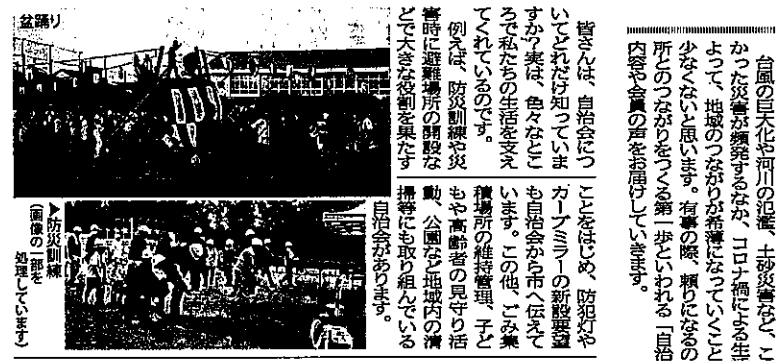 台風の巨大化や河川の氾濫、土砂災害など、こ
かった災害が頻発するなか、コロナ禍による生
よって、地域のつながりが希薄になっていくこと
少なくないと思います。有事の際、頼りになるの
所とのつながりをつくる第一歩といわれる「自治
内容や会員の声をお届けしていきます。
皆さんは、自治会につ
いてどれだけ知っていま
すか?実は、色々なとこ
ろで私たちの生活を支え
てくれているのです。
例えば、防災訓練や災
害時に避難場所の開設な
どで大きな役割を果たす
ことをはじめ、防犯灯や
カーブミラーの新設要望
も自治会から市へ伝えて
います。この他、ごみ集
積場所の維持管理、子ど
もや高齢者の見守り活
動、公園など地域内の清
掃等にも取り組んでいる
自治会があります。
盆踊り
▶防災訓練
(画像の一部を
処理しています)